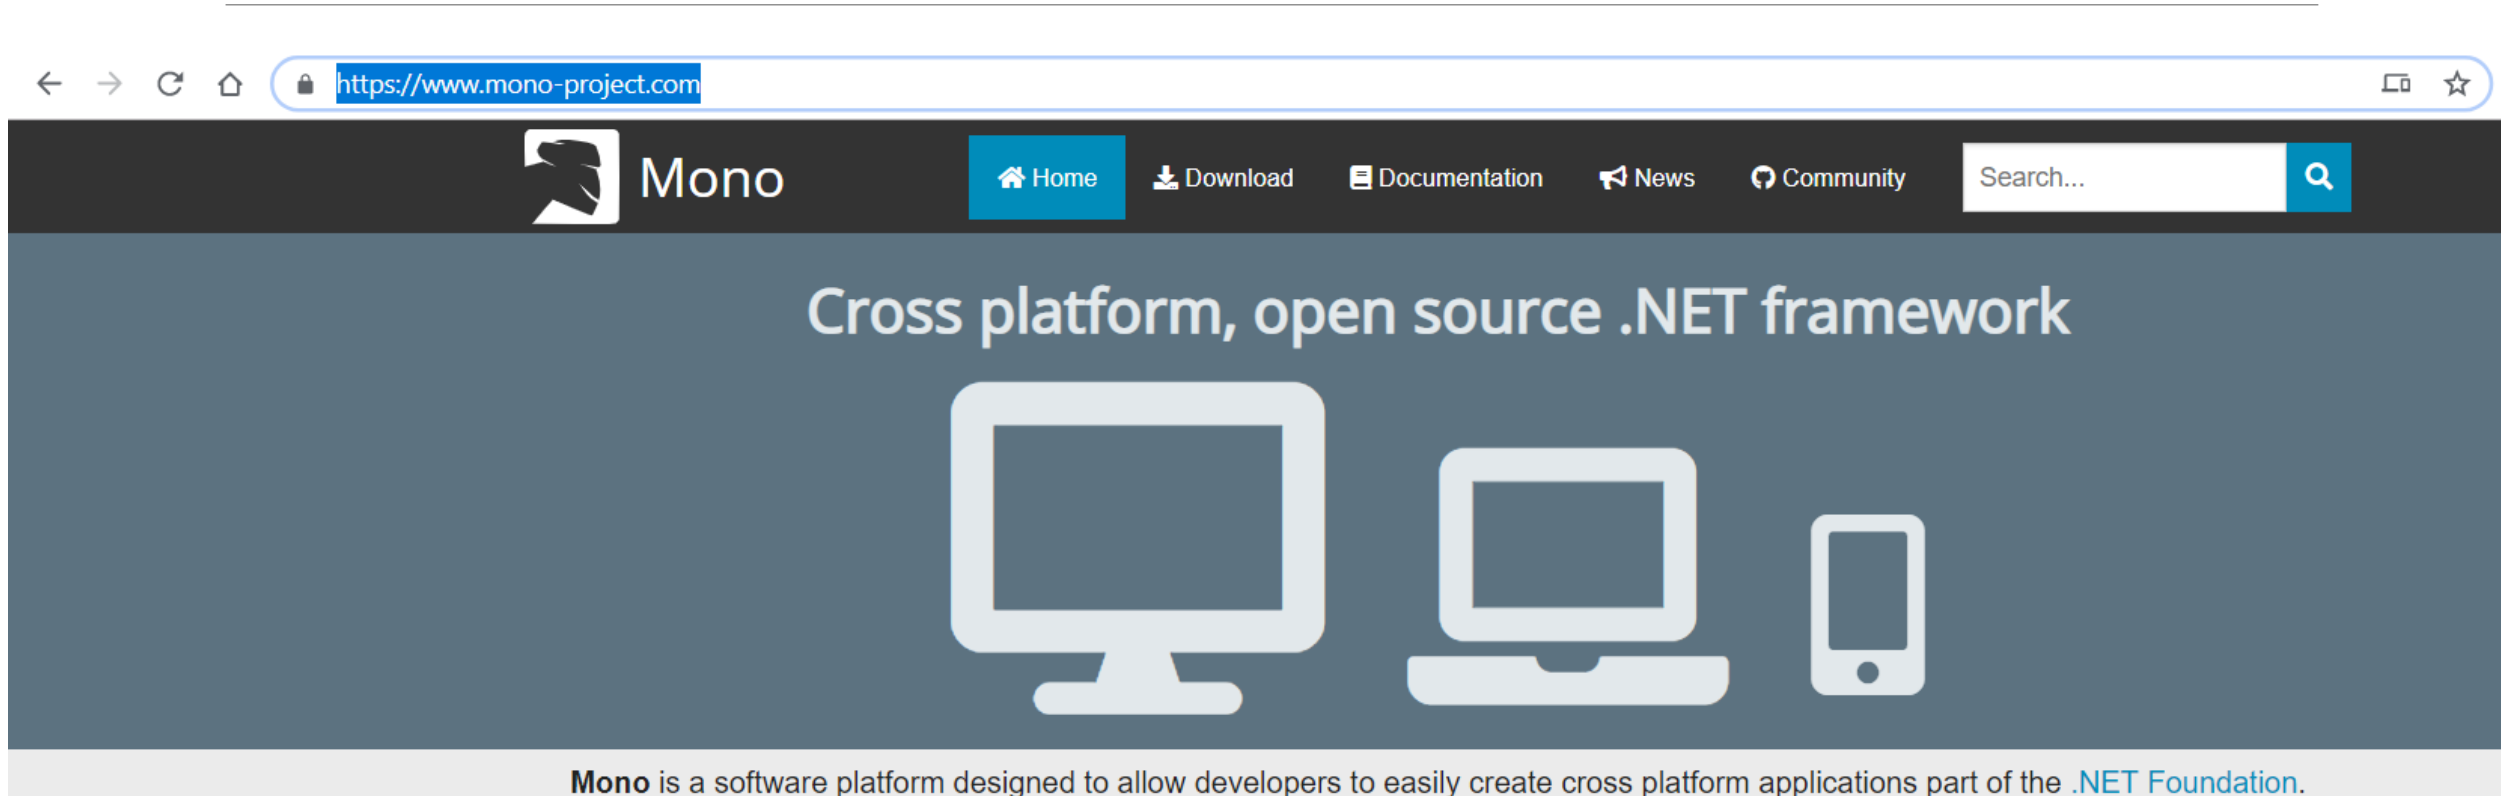 https://www.mono-project.com
Mono Home Download Documentation News Community Search...
Cross platform, open source .NET framework
Mono is a software platform designed to allow developers to easily create cross platform applications part of the .NET Foundation.